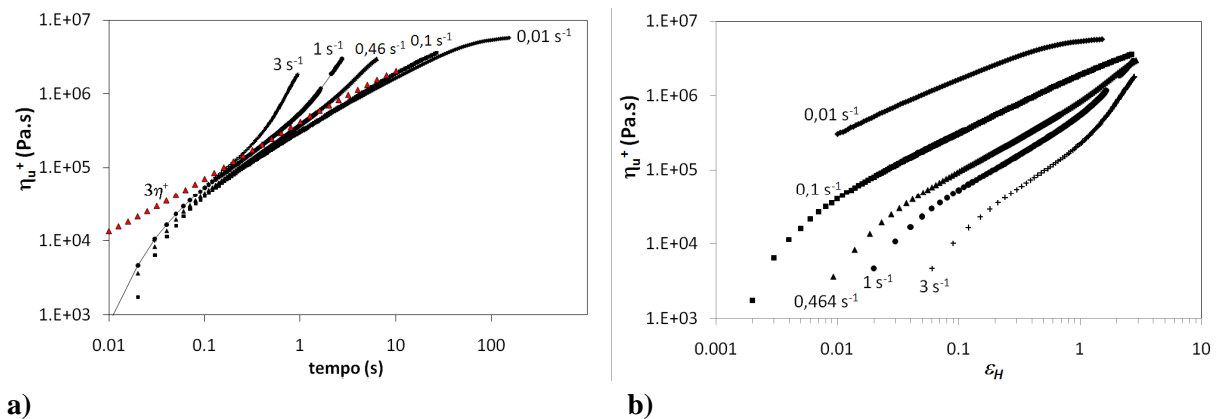 1.E+07
1.E+06
1.E+05
1.E+04
1.E+03
ηu+ (Pa.s)
3 s-1
1 s-1
0,46 s-1
0,1 s-1
0,01 s-1
3η+
0.01
0.1
1
10
100
tempo (s)
a)
1.E+07
1.E+06
1.E+05
1.E+04
1.E+03
ηu+ (Pa.s)
0,01 s-1
0,1 s-1
0,464 s-1
1 s-1
3 s-1
0.001
0.01
0.1
1
10
εH
b)